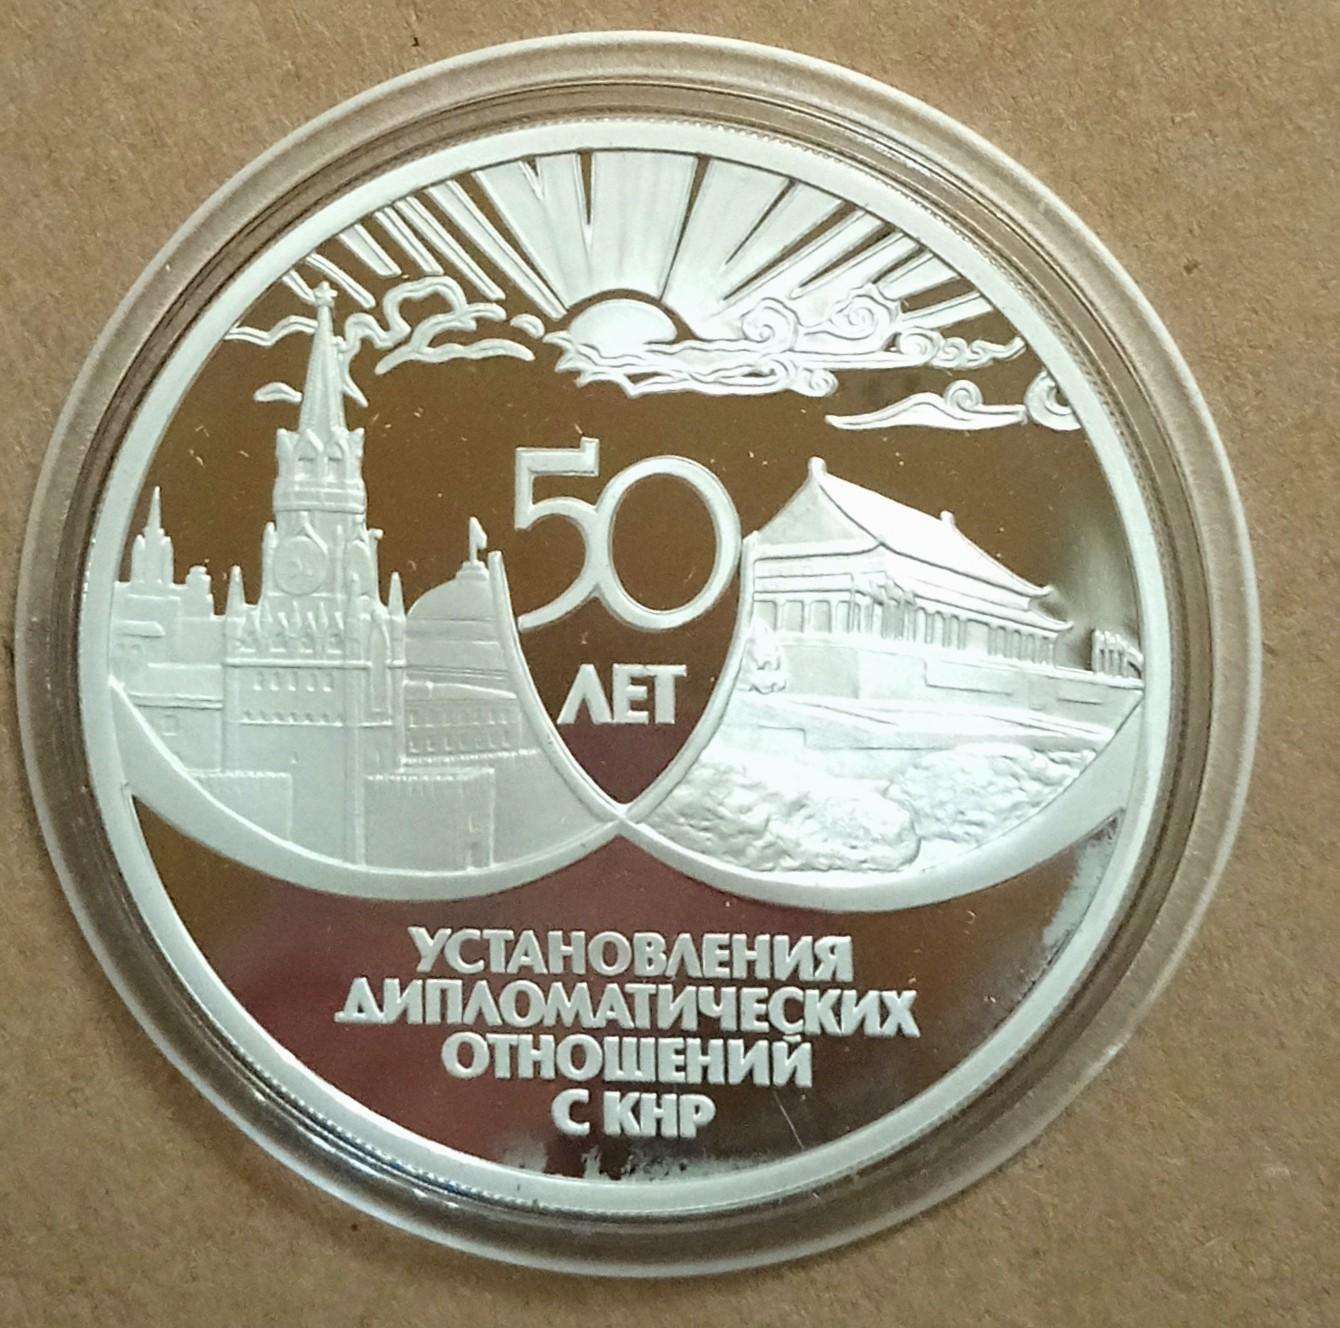 50
ЛЕТ
УСТАНОВЛЕНИЯ
ДИПЛОМАТИЧЕСКИХ
ОТНОШЕНИЙ
С КНР